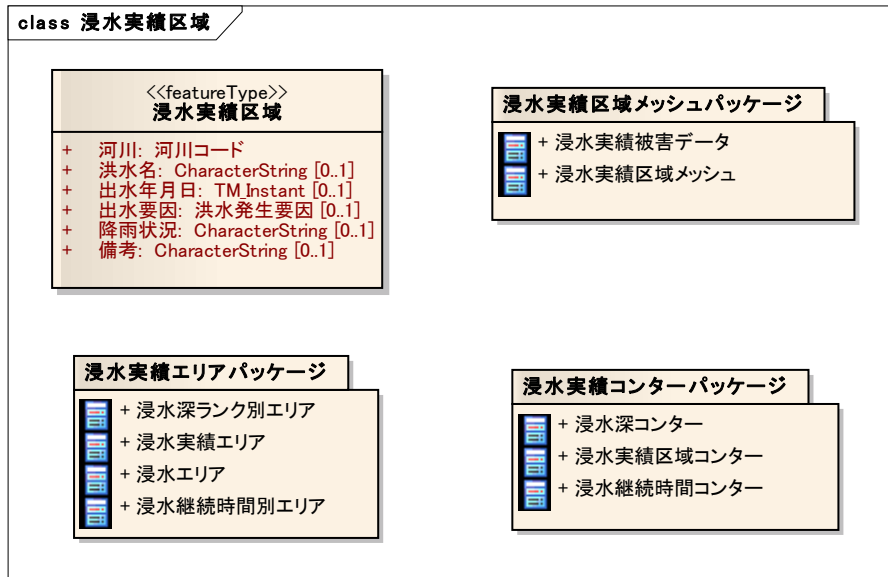 class 浸水実績区域
<<featureType>>
浸水実績区域
+ 河川: 河川コード
+ 洪水名: CharacterString [0..1]
+ 出水年月日: TM_Instant [0..1]
+ 出水要因: 洪水発生要因 [0..1]
+ 降雨状況: CharacterString [0..1]
+ 備考: CharacterString [0..1]
浸水実績区域メッシュパッケージ
+ 浸水実績被害データ
+ 浸水実績区域メッシュ
浸水実績エリアパッケージ
+ 浸水深ランク別エリア
+ 浸水実績エリア
+ 浸水エリア
+ 浸水継続時間別エリア
浸水実績コンターパッケージ
+ 浸水深コンター
+ 浸水実績区域コンター
+ 浸水継続時間コンター